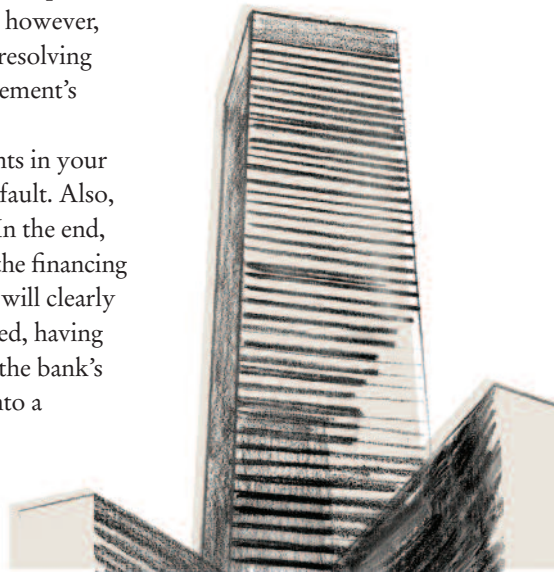 however,
resolving
ement's
nts in your
fault. Also,
In the end,
the financing
will clearly
ed, having
the bank's
nto a